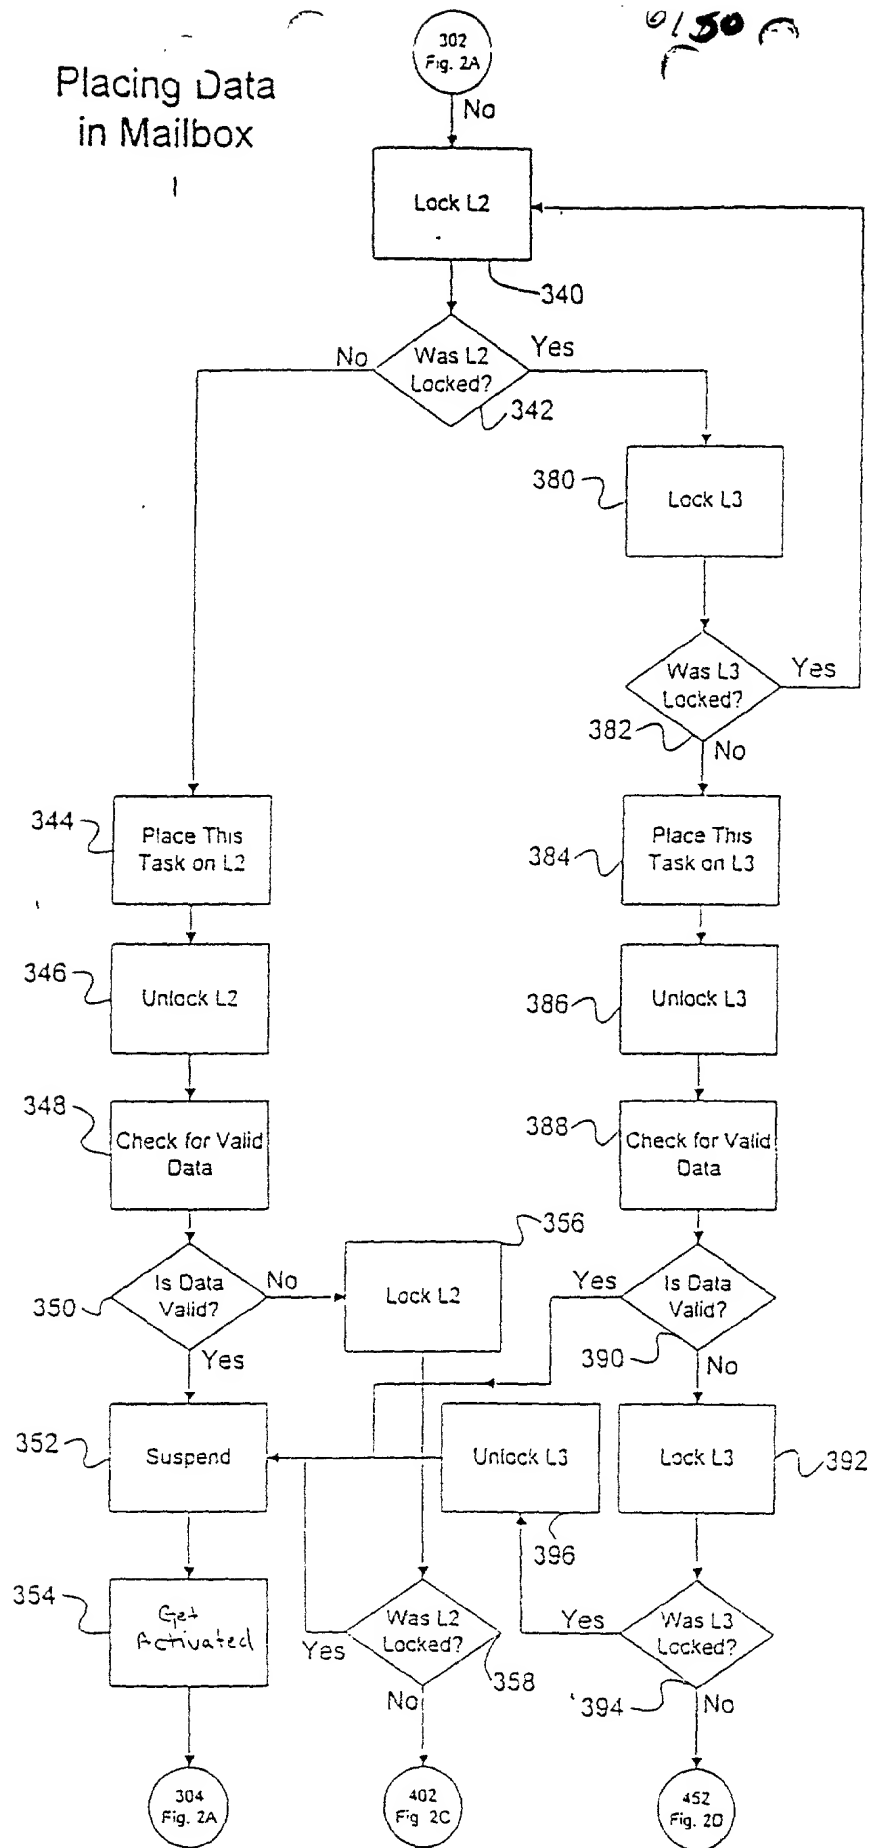 302
Fig. 2A
Placing Data
in Mailbox
No
Lock L2
340
Was L2
Locked?
No
Yes
342
380
Lock L3
Was L3
Locked?
Yes
382
No
344
Place This
Task on L2
384
Place This
Task on L3
346
Unlock L2
386
Unlock L3
348
Check for Valid
Data
388
Check for Valid
Data
356
Lock L2
350
Is Data
Valid?
No
Yes
Yes
Is Data
Valid?
390
No
352
Suspend
Unlock L3
396
Lock L3
392
354
Get
Activated
Yes
Was L2
Locked?
358
No
Yes
Was L3
Locked?
394
No
304
Fig. 2A
402
Fig 2C
452
Fig. 2D